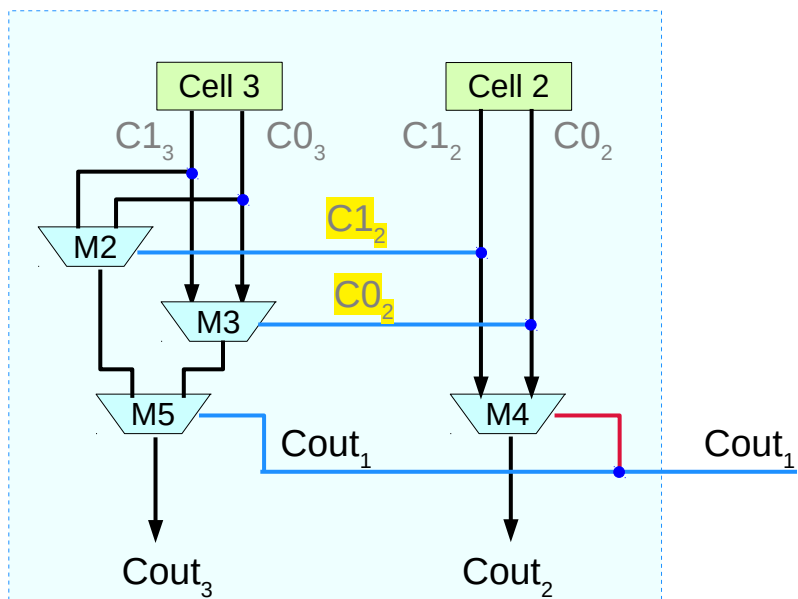 Cell 3 Cell 2
C1₃ C0₃ C1₂ C0₂
C1₂
M2
C0₂
M3
M5 M4
Cout₁ Cout₁
Cout₃ Cout₂